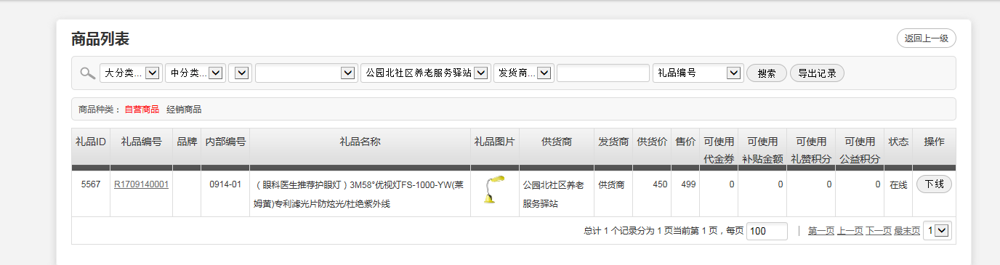 商品列表
返回上一级
大分类... 中分类... 公园北社区养老服务驿站 发货商... 礼品编号 搜索 导出记录
商品种类： 自营商品 经销商品
礼品ID 礼品编号 品牌 内部编号 礼品名称 礼品图片 供货商 发货商 供货价 售价 可使用 可使用 可使用 可使用 状态 操作
代金券 补贴金额 礼赞积分 公益积分
5567 R1709140001 0914-01 （眼科医生推荐护眼灯）3M58°优视灯FS-1000-YW(莱 公园北社区养老 供货商 450 499 0 0 0 0 在线 下线
姆黄)专利滤光片防炫光/杜绝紫外线 服务驿站
总计 1 个记录分为 1 页当前第 1 页，每页 100 | 第一页 上一页 下一页 最末页 1